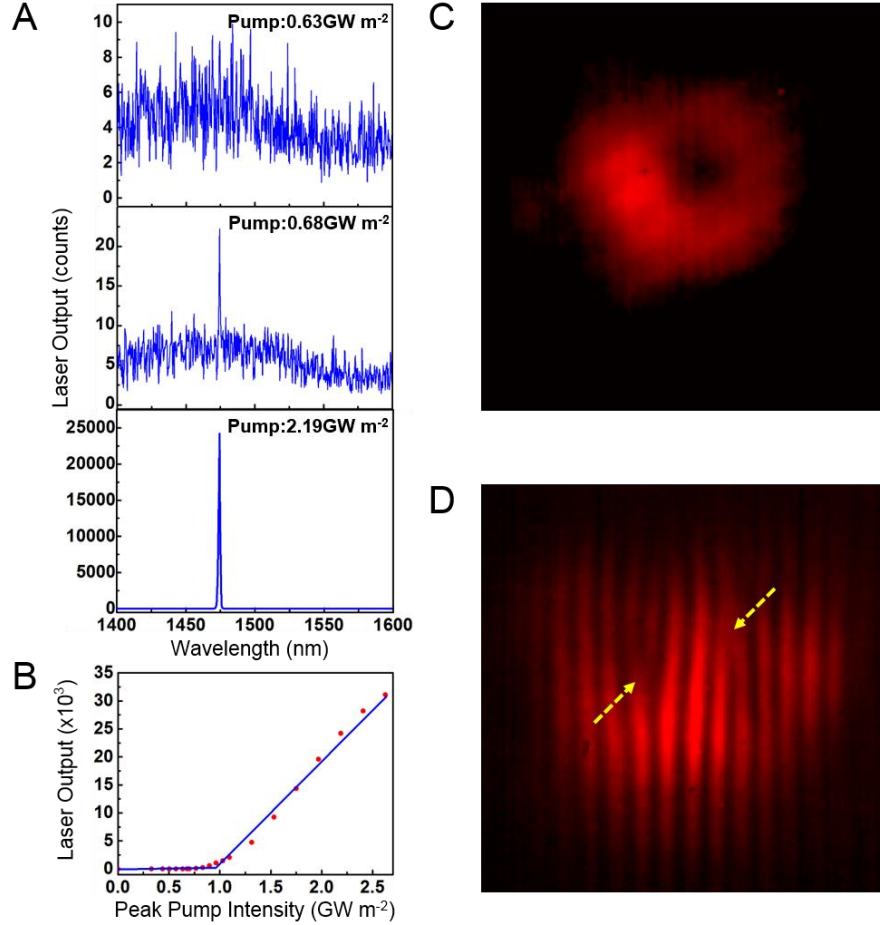 A
Pump:0.63GW m-2
10
8
6
4
2
0
Pump:0.68GW m-2
20
15
10
5
0
Laser Output (counts)
Pump:2.19GW m-2
25000
20000
15000
10000
5000
0
1400 1450 1500 1550 1600
Wavelength (nm)
B
35
30
25
20
15
10
5
0
Laser Output (x10³)
0.0 0.5 1.0 1.5 2.0 2.5
Peak Pump Intensity (GW m-2)
C
D